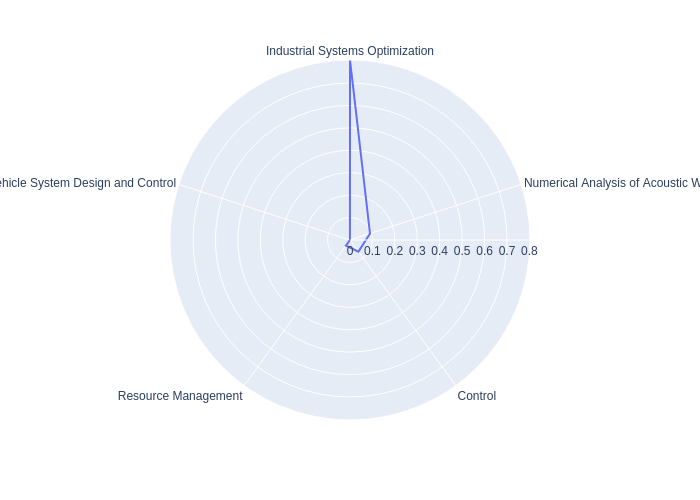 Industrial Systems Optimization
ehicle System Design and Control
Numerical Analysis of Acoustic W
0 0.1 0.2 0.3 0.4 0.5 0.6 0.7 0.8
Resource Management
Control